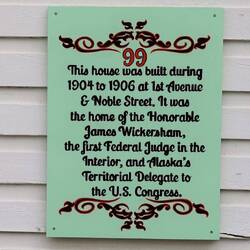 99
This house was built during
1904 to 1906 at 1st Avenue
& Noble Street. It was
the home of the Honorable
James Wickersham,
the first Federal Judge in the
Interior, and Alaska's
Territorial Delegate to
the U.S. Congress.